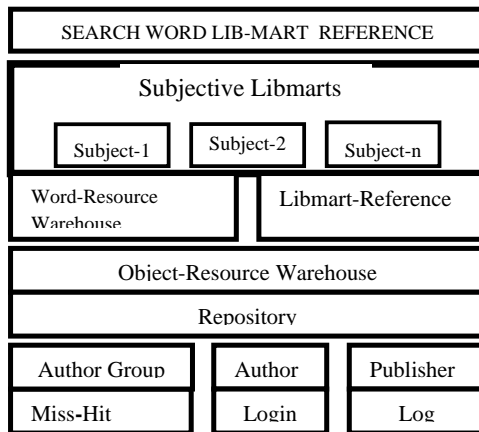 SEARCH WORD LIB-MART REFERENCE
Subjective Libmarts
Subject-1 Subject-2 Subject-n
Word-Resource Libmart-Reference
Warehouse
Object-Resource Warehouse
Repository
Author Group Author Publisher
Miss-Hit Login Log